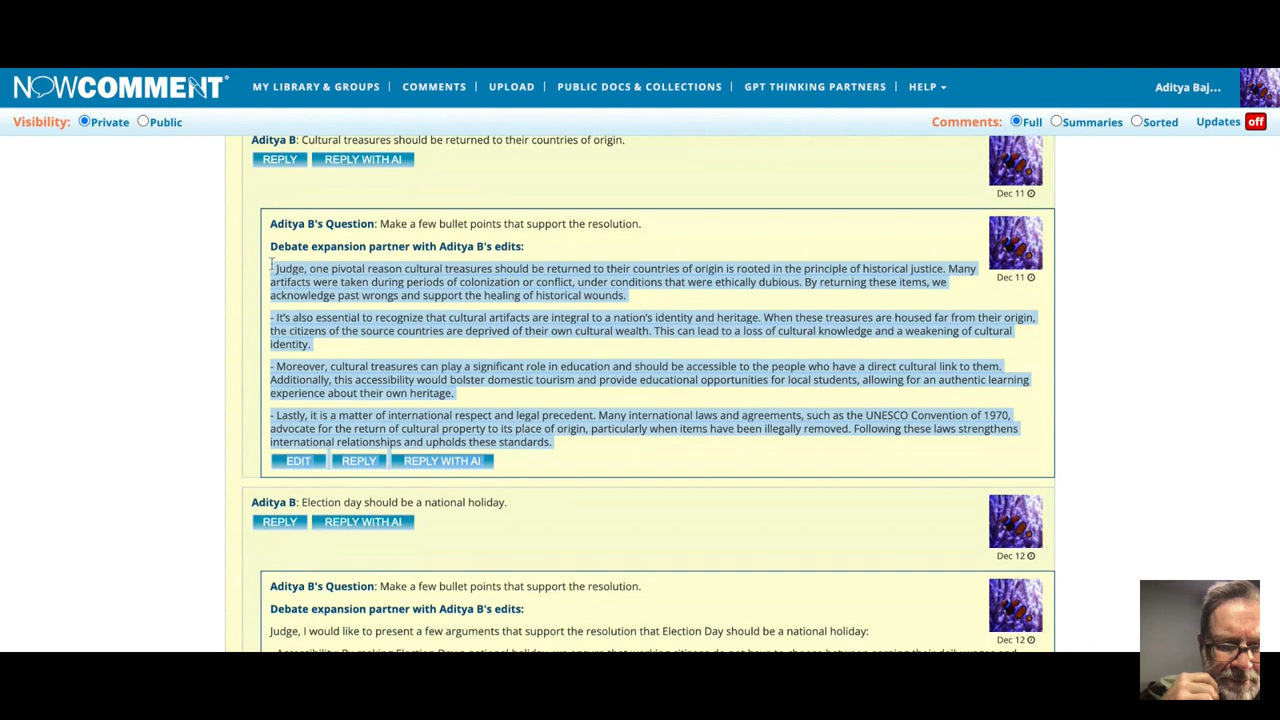 NOWCOMMENT®
MY LIBRARY & GROUPS | COMMENTS | UPLOAD | PUBLIC DOCS & COLLECTIONS | GPT THINKING PARTNERS | HELP
Aditya Baj...
Visibility: Private Public
Comments: Full Summaries Sorted Updates off
Aditya B: Cultural treasures should be returned to their countries of origin.
REPLY REPLY WITH AI
Dec 11
Aditya B's Question: Make a few bullet points that support the resolution.
Debate expansion partner with Aditya B's edits:
- Judge, one pivotal reason cultural treasures should be returned to their countries of origin is rooted in the principle of historical justice. Many
artifacts were taken during periods of colonization or conflict, under conditions that were ethically dubious. By returning these items, we
acknowledge past wrongs and support the healing of historical wounds.
Dec 11
- It's also essential to recognize that cultural artifacts are integral to a nation's identity and heritage. When these treasures are housed far from their origin,
the citizens of the source countries are deprived of their own cultural wealth. This can lead to a loss of cultural knowledge and a weakening of cultural
identity.
- Moreover, cultural treasures can play a significant role in education and should be accessible to the people who have a direct cultural link to them.
Additionally, this accessibility would bolster domestic tourism and provide educational opportunities for local students, allowing for an authentic learning
experience about their own heritage.
- Lastly, it is a matter of international respect and legal precedent. Many international laws and agreements, such as the UNESCO Convention of 1970,
advocate for the return of cultural property to its place of origin, particularly when items have been illegally removed. Following these laws strengthens
international relationships and upholds these standards.
EDIT REPLY REPLY WITH AI
Aditya B: Election day should be a national holiday.
REPLY REPLY WITH AI
Dec 12
Aditya B's Question: Make a few bullet points that support the resolution.
Debate expansion partner with Aditya B's edits:
Judge, I would like to present a few arguments that support the resolution that Election Day should be a national holiday:
Dec 12